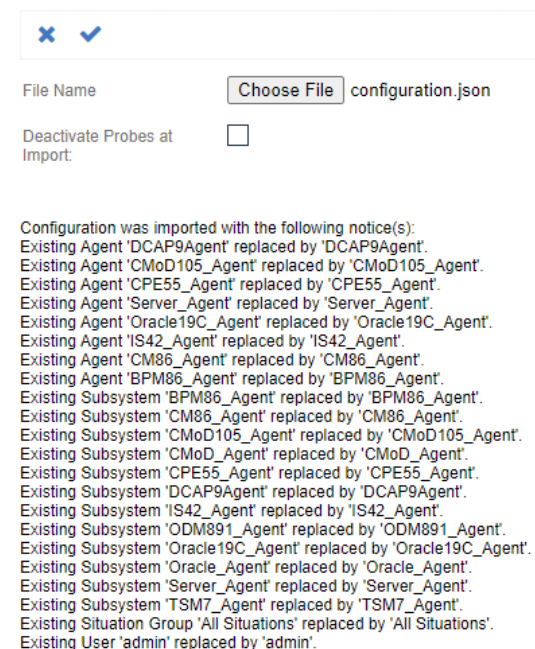 File Name
Choose File configuration.json
Deactivate Probes at
Import:
Configuration was imported with the following notice(s):
Existing Agent 'DCAP9Agent' replaced by 'DCAP9Agent'.
Existing Agent 'CMoD105_Agent' replaced by 'CMoD105_Agent'.
Existing Agent 'CPE55_Agent' replaced by 'CPE55_Agent'.
Existing Agent 'Server_Agent' replaced by 'Server_Agent'.
Existing Agent 'Oracle19C_Agent' replaced by 'Oracle19C_Agent'.
Existing Agent 'IS42_Agent' replaced by 'IS42_Agent'.
Existing Agent 'CM86_Agent' replaced by 'CM86_Agent'.
Existing Agent 'BPM86_Agent' replaced by 'BPM86_Agent'.
Existing Subsystem 'BPM86_Agent' replaced by 'BPM86_Agent'.
Existing Subsystem 'CM86_Agent' replaced by 'CM86_Agent'.
Existing Subsystem 'CMoD105_Agent' replaced by 'CMoD105_Agent'.
Existing Subsystem 'CMoD_Agent' replaced by 'CMoD_Agent'.
Existing Subsystem 'CPE55_Agent' replaced by 'CPE55_Agent'.
Existing Subsystem 'DCAP9Agent' replaced by 'DCAP9Agent'.
Existing Subsystem 'IS42_Agent' replaced by 'IS42_Agent'.
Existing Subsystem 'ODM891_Agent' replaced by 'ODM891_Agent'.
Existing Subsystem 'Oracle19C_Agent' replaced by 'Oracle19C_Agent'.
Existing Subsystem 'Oracle_Agent' replaced by 'Oracle_Agent'.
Existing Subsystem 'Server_Agent' replaced by 'Server_Agent'.
Existing Subsystem 'TSM7_Agent' replaced by 'TSM7_Agent'.
Existing Situation Group 'All Situations' replaced by 'All Situations'.
Existing User 'admin' replaced by 'admin'.